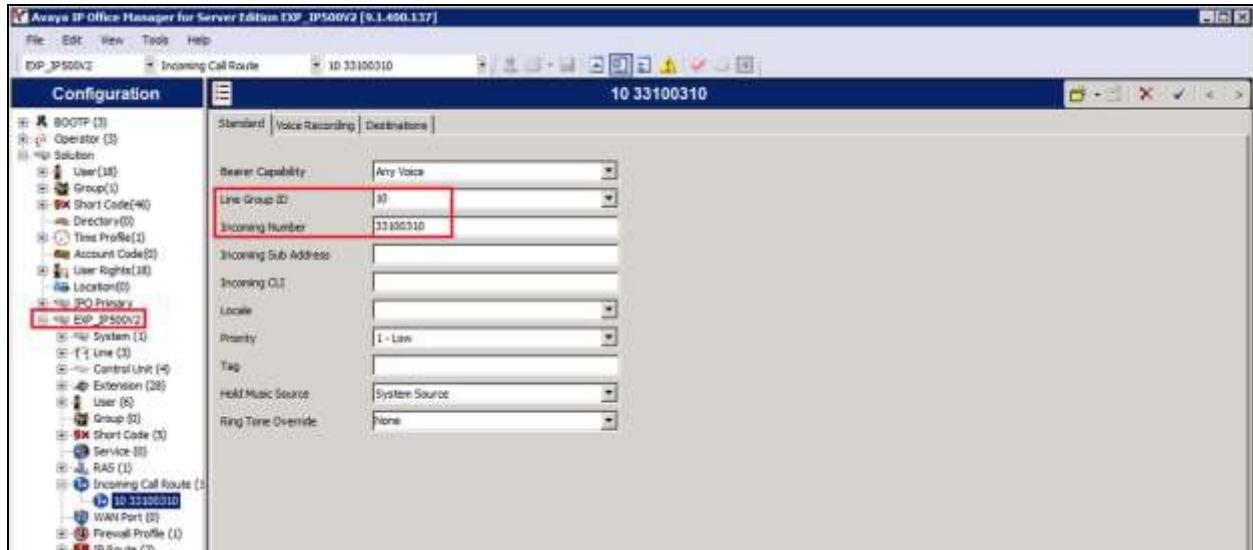 Avaya IP Office Manager for Server Edition EXP_IP500V2 [9.1.400.137]
File Edit View Tools Help
EXP_IP500V2 Incoming Call Route 10 33100310
Configuration
10 33100310
BOOTP (3)
Operator (3)
Solution
User(18)
Group(1)
Short Code(46)
Directory(0)
Time Profile(1)
Account Code(0)
User Rights(18)
Location(0)
IPO Primary
EXP_IP500V2
System (1)
Line (3)
Control Unit (4)
Extension (28)
User (6)
Group (0)
Short Code (5)
Service (0)
RAS (1)
Incoming Call Route (1
10 33100310
WAN Port (0)
Firewall Profile (1)
IP Route (2)
Standard Voice Recording Destinations
Bearer Capability Any Voice
Line Group ID 10
Incoming Number 33100310
Incoming Sub Address
Incoming CLI
Locale
Priority 1 - Low
Tag
Hold Music Source System Source
Ring Tone Override None